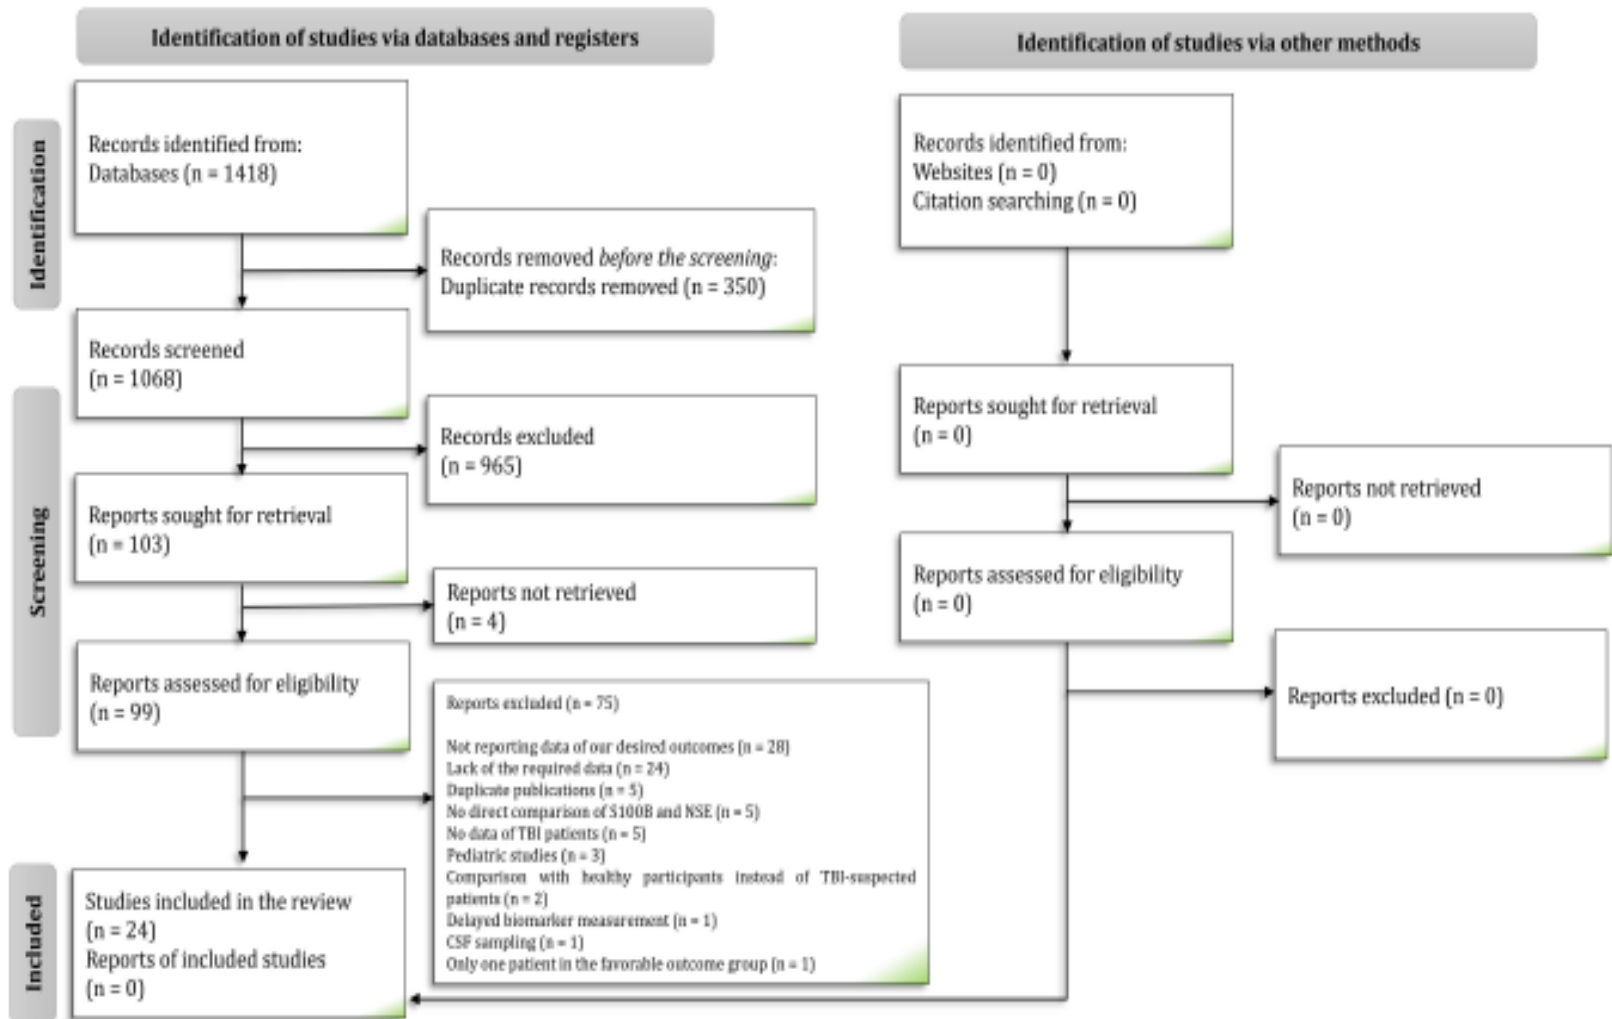 Identification of studies via databases and registers
Identification of studies via other methods
Identification
Records identified from:
Databases (n = 1418)
Records removed before the screening:
Duplicate records removed (n = 350)
Records identified from:
Websites (n = 0)
Citation searching (n = 0)
Screening
Records screened
(n = 1068)
Records excluded
(n = 965)
Reports sought for retrieval
(n = 103)
Reports not retrieved
(n = 4)
Reports assessed for eligibility
(n = 99)
Reports excluded (n = 75)
Not reporting data of our desired outcomes (n = 28)
Lack of the required data (n = 24)
Duplicate publications (n = 5)
No direct comparison of S100B and NSE (n = 5)
No data of TBI patients (n = 5)
Pediatric studies (n = 3)
Comparison with healthy participants instead of TBI-suspected
patients (n = 2)
Delayed biomarker measurement (n = 1)
CSF sampling (n = 1)
Only one patient in the favorable outcome group (n = 1)
Reports sought for retrieval
(n = 0)
Reports not retrieved
(n = 0)
Reports assessed for eligibility
(n = 0)
Reports excluded (n = 0)
Included
Studies included in the review
(n = 24)
Reports of included studies
(n = 0)